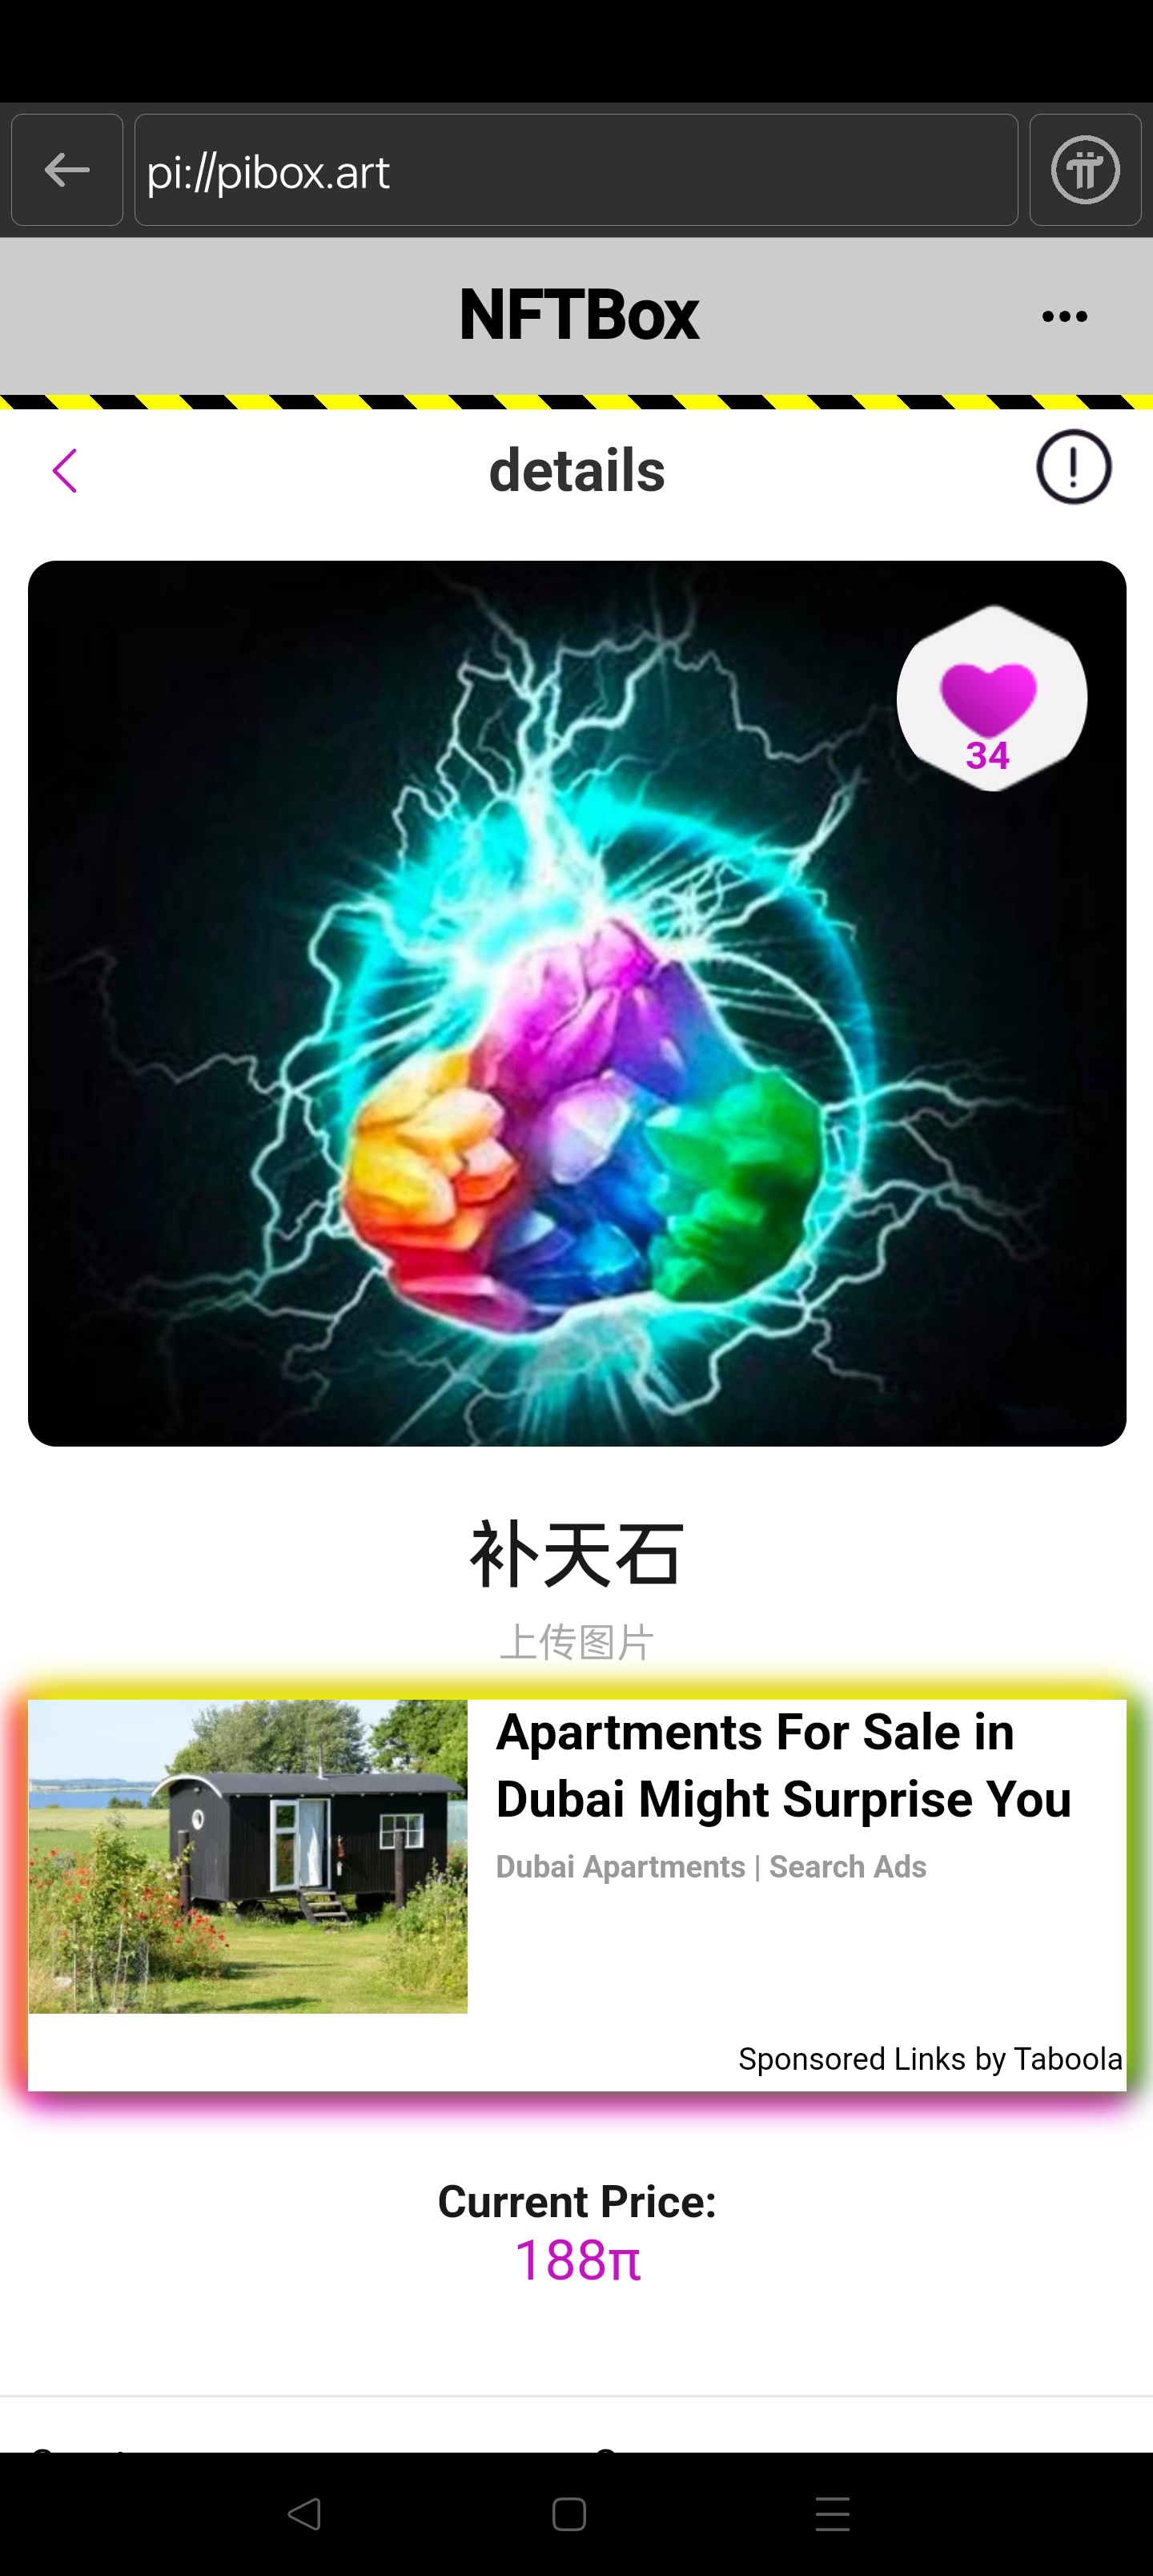 pi://pibox.art
NFTBox
details
34
补天石
上传图片
Apartments For Sale in
Dubai Might Surprise You
Dubai Apartments | Search Ads
Sponsored Links by Taboola
Current Price:
188π